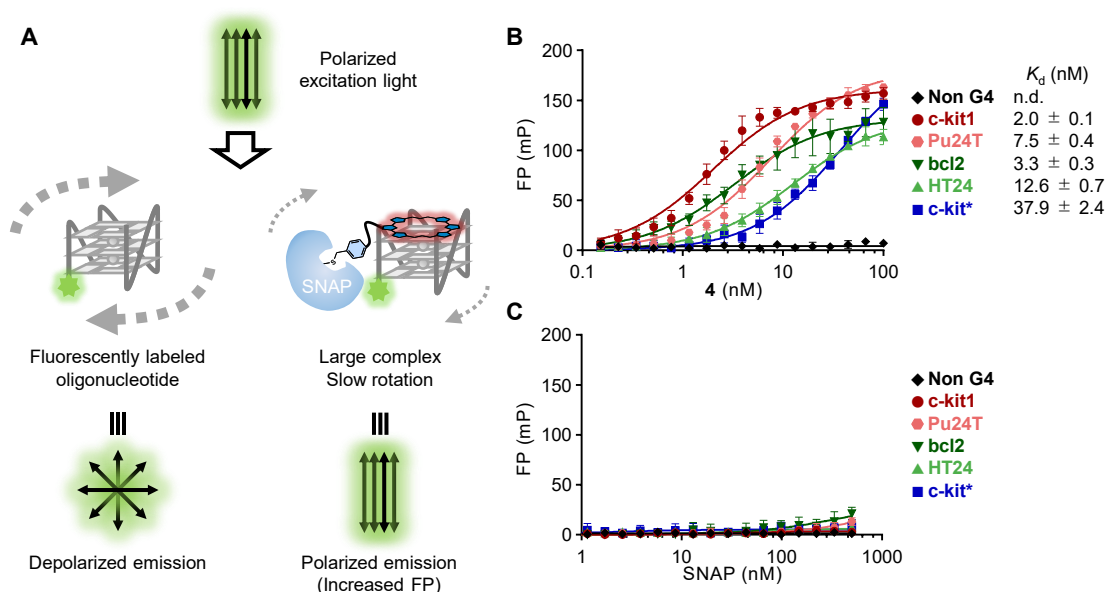 A
Polarized
excitation light
SNAP
Fluorescently labeled
oligonucleotide
Large complex
Slow rotation
Depolarized emission
Polarized emission
(Increased FP)
B
FP (mP)
200
150
100
50
0
0.1
1
10
100
4 (nM)
Kd (nM)
Non G4 n.d.
c-kit1 2.0 ± 0.1
Pu24T 7.5 ± 0.4
bcl2 3.3 ± 0.3
HT24 12.6 ± 0.7
c-kit* 37.9 ± 2.4
C
FP (mP)
200
150
100
50
0
1
10
100
1000
SNAP (nM)
Non G4
c-kit1
Pu24T
bcl2
HT24
c-kit*